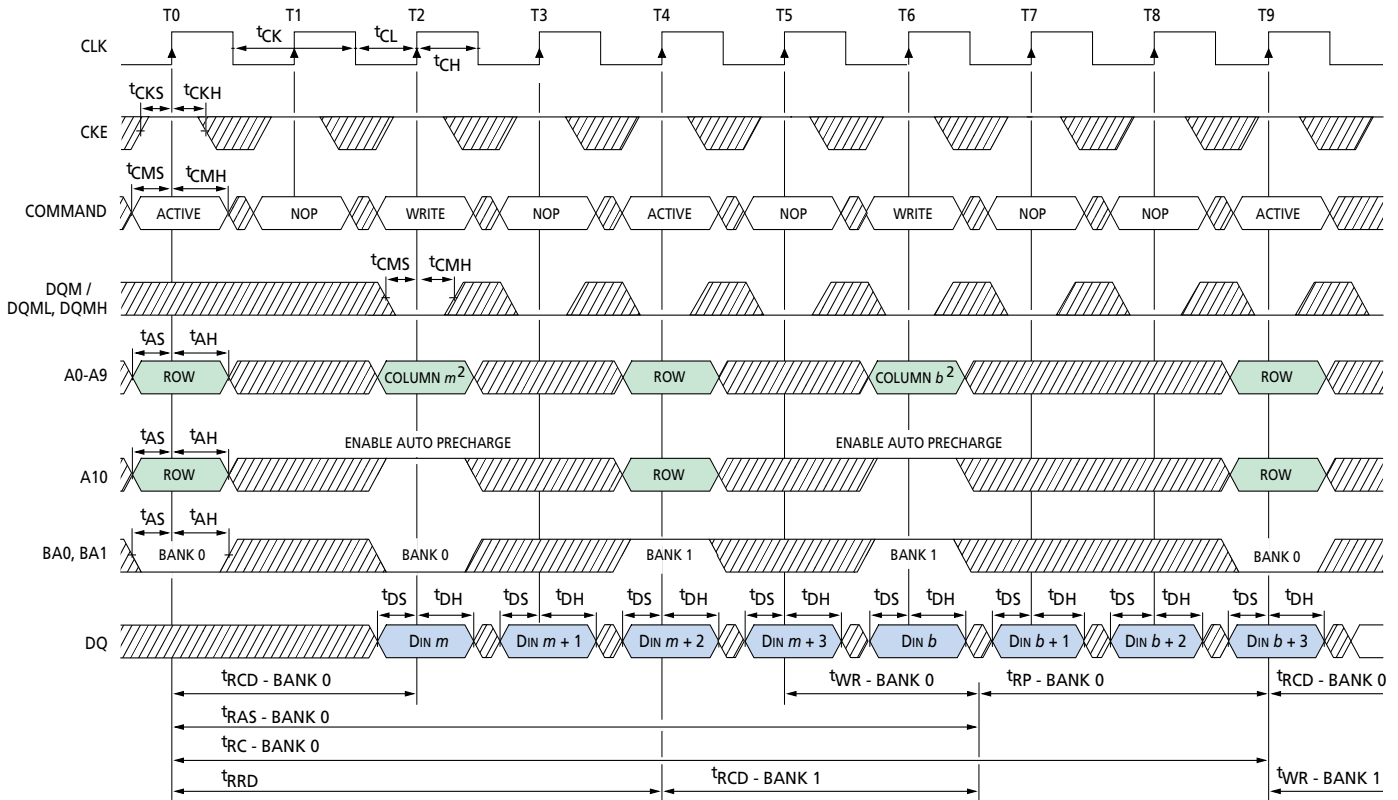 T0 T1 T2 T3 T4 T5 T6 T7 T8 T9
tCK tCL
CLK
tCH
tCKS tCKH
CKE
tCMS tCMH
COMMAND ACTIVE NOP WRITE NOP ACTIVE NOP WRITE NOP NOP ACTIVE
tCMS tCMH
DQM /
DQML, DQMH
tAS tAH
A0-A9 ROW COLUMN m2 ROW COLUMN b2 ROW
tAS tAH ENABLE AUTO PRECHARGE ENABLE AUTO PRECHARGE
A10 ROW ROW ROW
tAS tAH
BA0, BA1 BANK 0 BANK 0 BANK 1 BANK 1 BANK 0
tDS tDH tDS tDH tDS tDH tDS tDH tDS tDH tDS tDH tDS tDH tDS tDH
DQ DIN m DIN m + 1 DIN m + 2 DIN m + 3 DIN b DIN b + 1 DIN b + 2 DIN b + 3
tRCD - BANK 0 tWR - BANK 0 tRP - BANK 0 tRCD - BANK 0
tRAS - BANK 0
tRC - BANK 0
tRRD tRCD - BANK 1 tWR - BANK 1